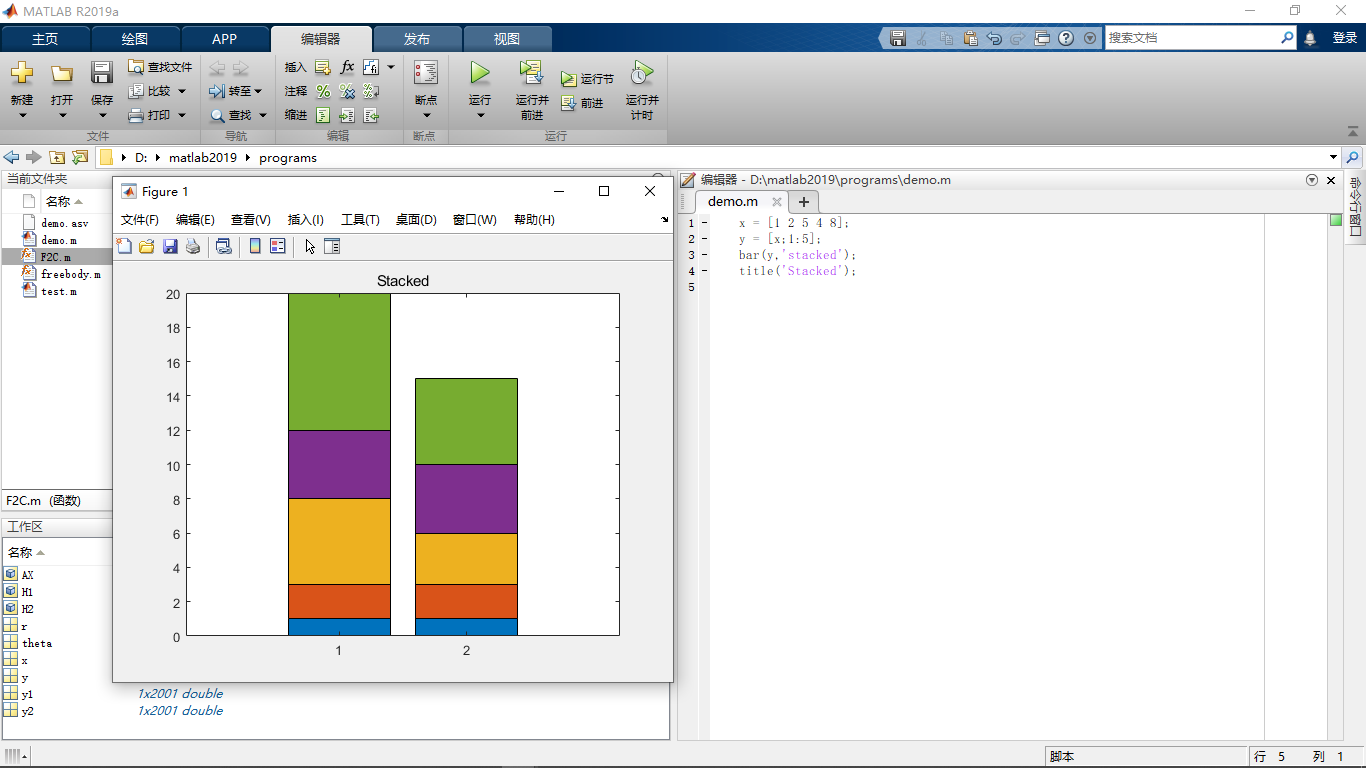 MATLAB R2019a
主页 绘图 APP 编辑器 发布 视图
搜索文档 登录
新建 打开 保存 查找文件 比较 打印
转至 查找
插入 fx
注释
缩进
断点
运行 运行并前进 运行节 前进 运行并计时
文件 导航 编辑 断点 运行
D: matlab2019 programs
当前文件夹
名称
demo.asv
demo.m
F2C.m
freebody.m
test.m
F2C.m (函数)
工作区
名称
AX
H1
H2
r
theta
x
y
y1 1x2001 double
y2 1x2001 double
Figure 1
文件(F) 编辑(E) 查看(V) 插入(I) 工具(T) 桌面(D) 窗口(W) 帮助(H)
Stacked
20
18
16
14
12
10
8
6
4
2
0
1 2
编辑器 - D:\matlab2019\programs\demo.m
demo.m
1 x = [1 2 5 4 8];
2 y = [x;1:5];
3 bar(y,'stacked');
4 title('Stacked');
5
命令行窗口
脚本 行 5 列 1